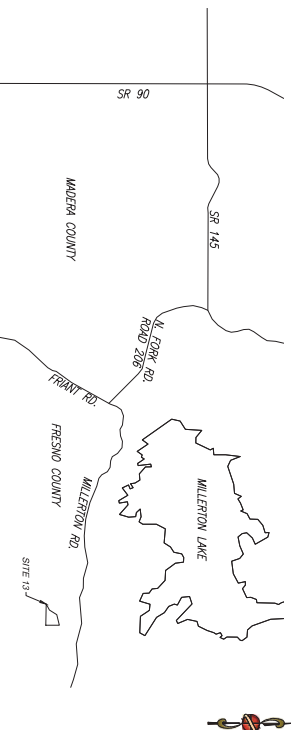 SR 90
MADERA COUNTY
SR 145
N. FORK RD.
ROAD 206
FRIANT RD.
FRESNO COUNTY
MILLERTON RD.
MILLERTON LAKE
SITE 13